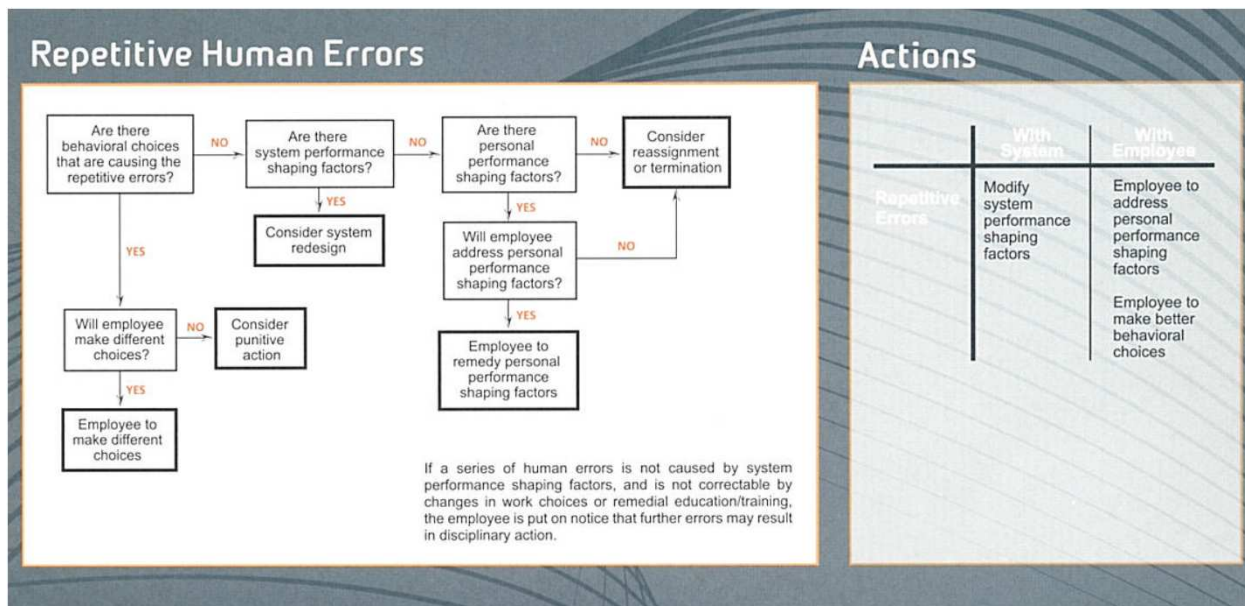 Repetitive Human Errors
Are there
behavioral choices
that are causing the
repetitive errors?
NO
Are there
system performance
shaping factors?
NO
Are there
personal
performance
shaping factors?
NO
Consider
reassignment
or termination
YES
Consider system
redesign
YES
Will employee
address personal
performance
shaping factors?
NO
YES
Will employee
make different
choices?
NO
Consider
punitive
action
YES
Employee to
remedy personal
performance
shaping factors
YES
Employee to
make different
choices
If a series of human errors is not caused by system
performance shaping factors, and is not correctable by
changes in work choices or remedial education/training,
the employee is put on notice that further errors may result
in disciplinary action.
Actions
With
System
With
Employee
Repetitive
Errors
Modify
system
performance
shaping
factors
Employee to
address
personal
performance
shaping
factors
Employee to
make better
behavioral
choices